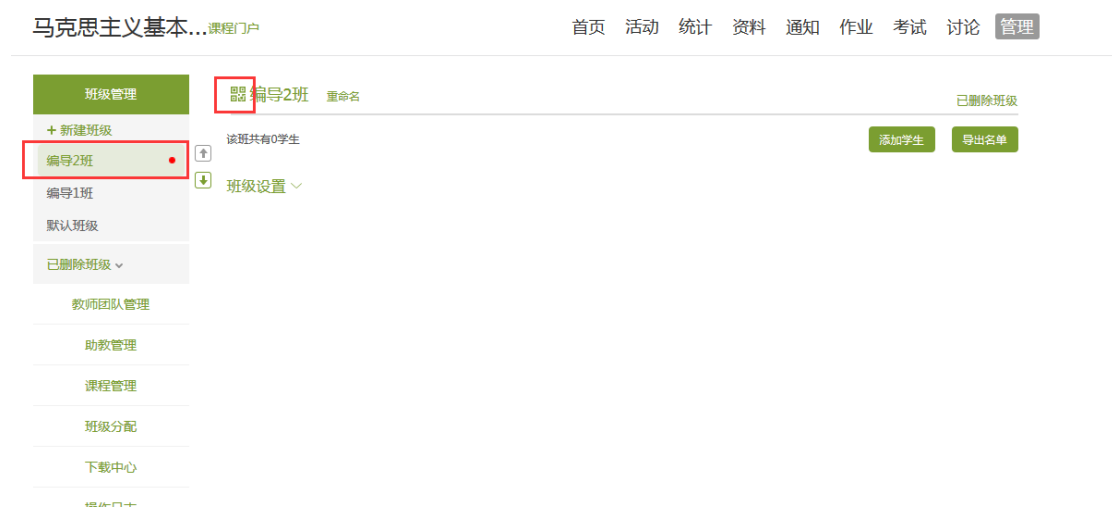 马克思主义基本...课程门户 首页 活动 统计 资料 通知 作业 考试 讨论 管理
班级管理
+ 新建班级
编导2班
编导1班
默认班级
已删除班级
教师团队管理
助教管理
课程管理
班级分配
下载中心
操作日志
编导2班 重命名
已删除班级
该班共有0学生
添加学生 导出名单
班级设置